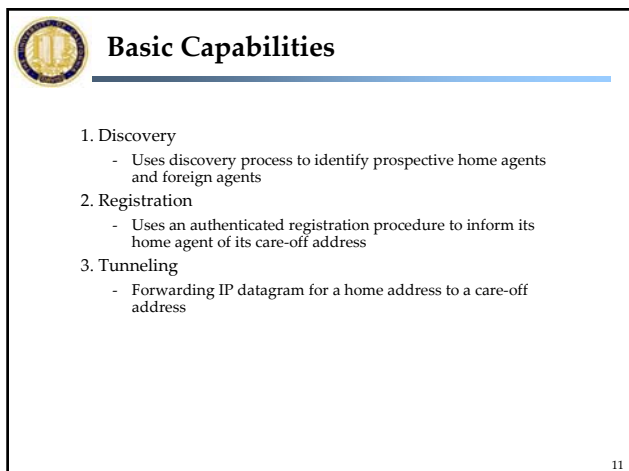 Basic Capabilities
1. Discovery
- Uses discovery process to identify prospective home agents
and foreign agents
2. Registration
- Uses an authenticated registration procedure to inform its
home agent of its care-off address
3. Tunneling
- Forwarding IP datagram for a home address to a care-off
address
11